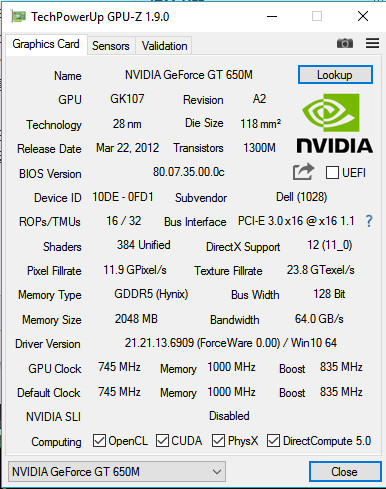 TechPowerUp GPU-Z 1.9.0
Graphics Card Sensors Validation
Name NVIDIA GeForce GT 650M Lookup
GPU GK107 Revision A2
Technology 28 nm Die Size 118 mm²
Release Date Mar 22, 2012 Transistors 1300M
NVIDIA
BIOS Version 80.07.35.00.0c UEFI
Device ID 10DE - 0FD1 Subvendor Dell (1028)
ROPs/TMUs 16 / 32 Bus Interface PCI-E 3.0 x16 @ x16 1.1 ?
Shaders 384 Unified DirectX Support 12 (11_0)
Pixel Fillrate 11.9 GPixel/s Texture Fillrate 23.8 GTexel/s
Memory Type GDDR5 (Hynix) Bus Width 128 Bit
Memory Size 2048 MB Bandwidth 64.0 GB/s
Driver Version 21.21.13.6909 (ForceWare 0.00) / Win10 64
GPU Clock 745 MHz Memory 1000 MHz Boost 835 MHz
Default Clock 745 MHz Memory 1000 MHz Boost 835 MHz
NVIDIA SLI Disabled
Computing OpenCL CUDA PhysX DirectCompute 5.0
NVIDIA GeForce GT 650M Close